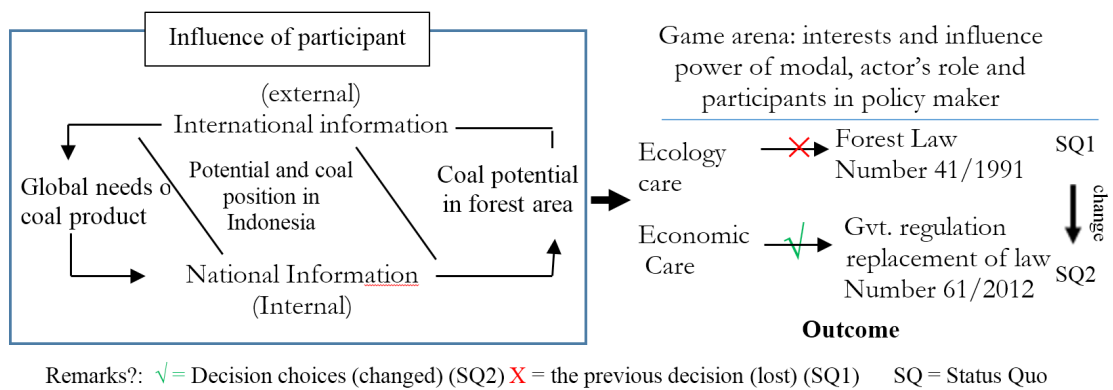 Influence of participant
(external)
International information
Global needs o
coal product
Potential and coal
position in
Indonesia
Coal potential
in forest area
National Information
(Internal)
Game arena: interests and influence
power of modal, actor's role and
participants in policy maker
Ecology
care
Forest Law
Number 41/1991
SQ1
change
Economic
Care
Gvt. regulation
replacement of law
Number 61/2012
SQ2
Outcome
Remarks?: √ = Decision choices (changed) (SQ2) X = the previous decision (lost) (SQ1) SQ = Status Quo